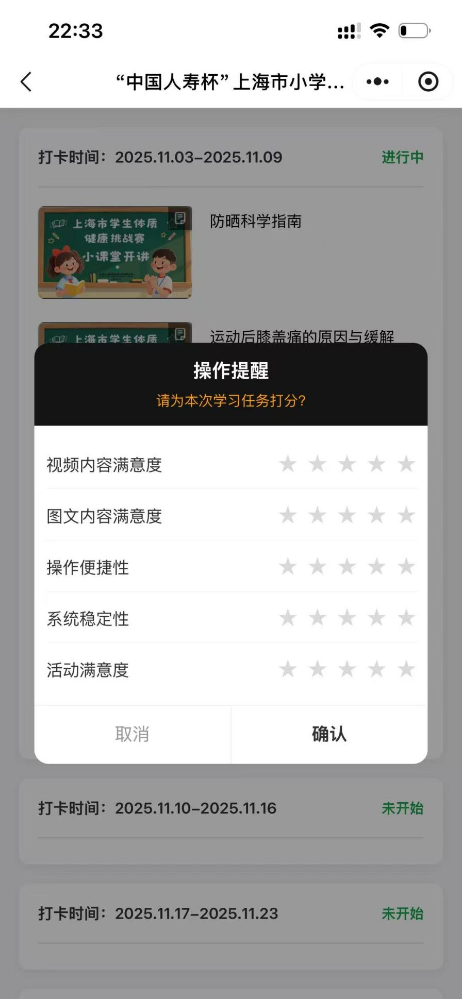 22:33
“中国人寿杯”上海市小学...
打卡时间：2025.11.03-2025.11.09
进行中
上海市学生体质
健康挑战赛
小课堂开讲
防晒科学指南
上海市学生体质
运动后膝盖痛的原因与缓解
操作提醒
请为本次学习任务打分?
视频内容满意度
图文内容满意度
操作便捷性
系统稳定性
活动满意度
取消
确认
打卡时间：2025.11.10-2025.11.16
未开始
打卡时间：2025.11.17-2025.11.23
未开始